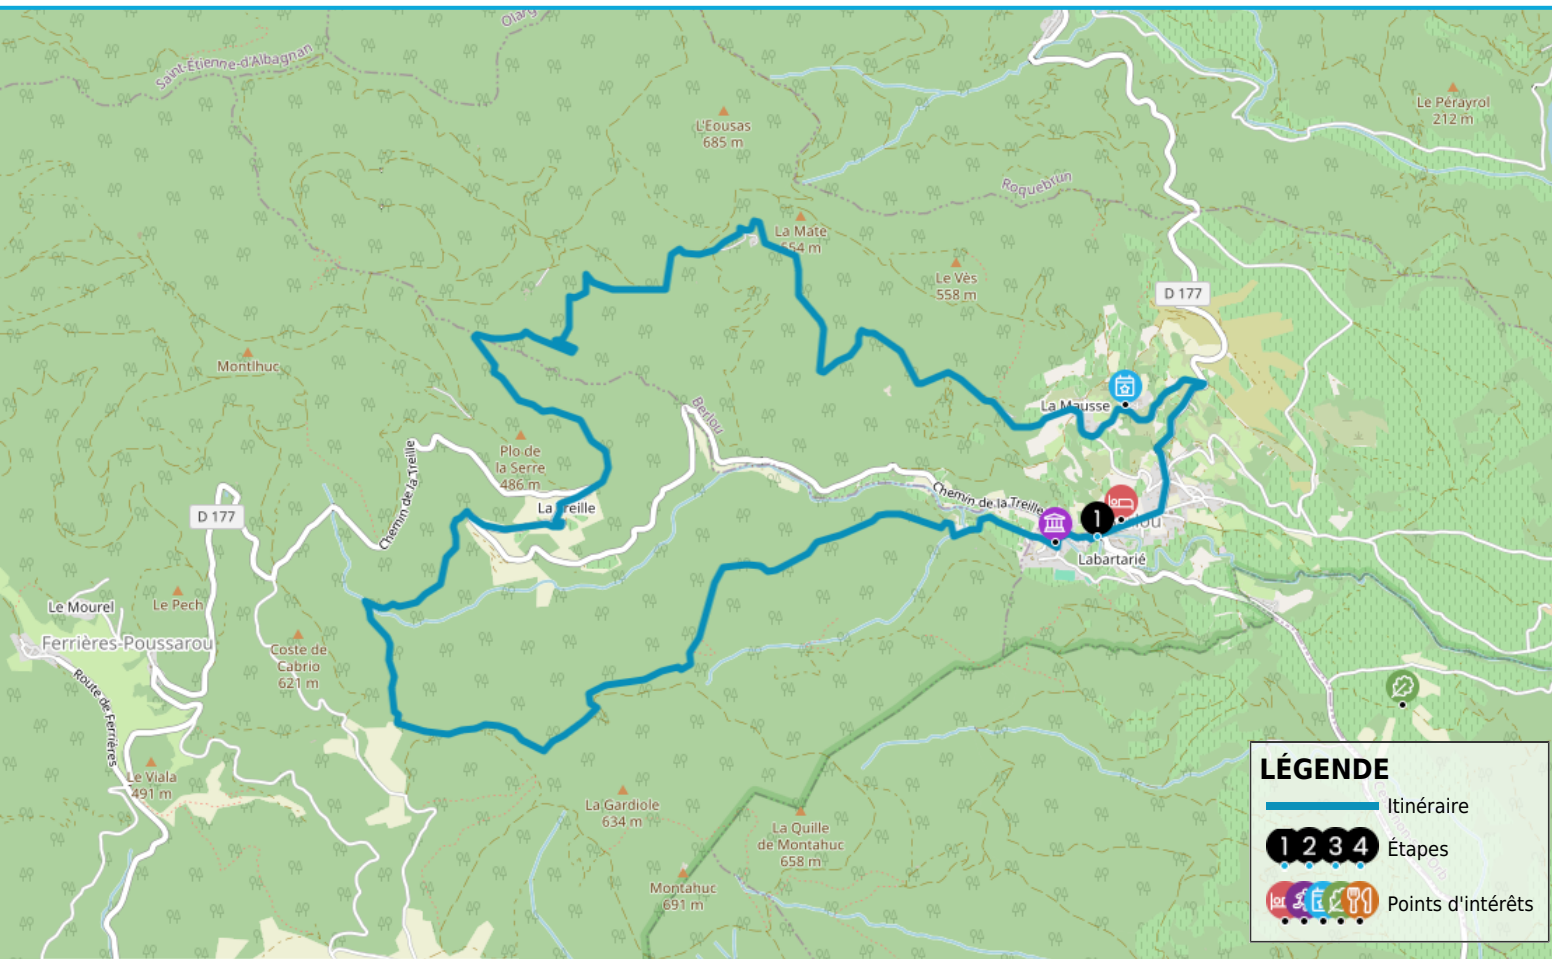 Olarg
Saint-Étienne-d'Albagnan
Le Pérayrol
212 m
L'Eousas
685 m
Roquebrun
La Mate
654 m
Le Vès
558 m
D 177
Montlhuc
La Mausse
Berlou
Plo de
la Serre
486 m
Chemin de la Treille
La Treille
Chemin de la Treille
1
D 177
Labartarié
Le Mourel
Le Pech
Ferrières-Poussarou
Coste de
Cabrio
621 m
Route de Ferrières
Le Viala
491 m
La Gardiole
634 m
La Quille
de Montahuc
658 m
Montahuc
691 m
LÉGENDE
Itinéraire
1 2 3 4 Étapes
Points d'intérêts